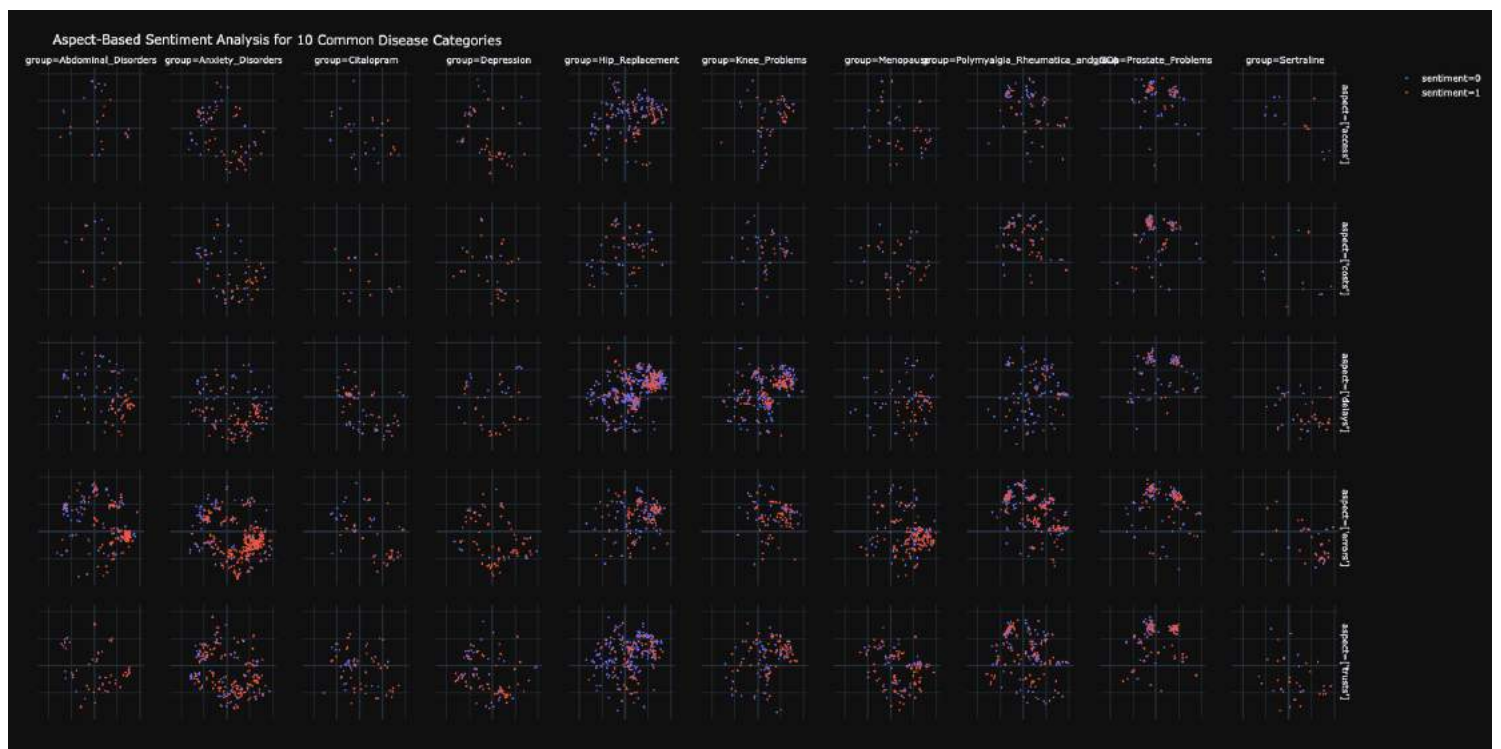 Aspect-Based Sentiment Analysis for 10 Common Disease Categories
group=Abdominal_Disorders
group=Anxiety_Disorders
group=Citalopram
group=Depression
group=Hip_Replacement
group=Knee_Problems
group=Menopause
group=Polymyalgia_Rheumatica_and_GCA
group=Prostate_Problems
group=Sertraline
sentiment=0
sentiment=1
aspect=['access']
aspect=['costs']
aspect=['delays']
aspect=['errors']
aspect=['trusts']